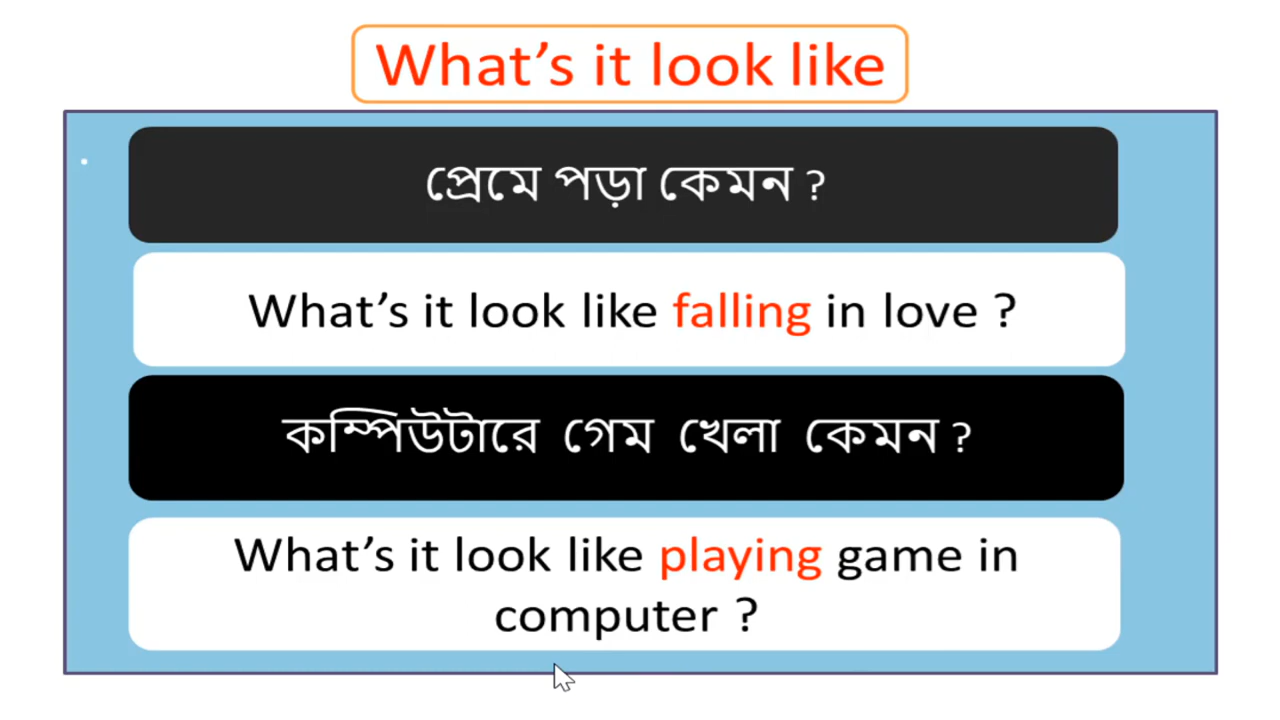 What’s it look like
প্রেমে পড়া কেমন ?
What’s it look like falling in love ?
কম্পিউটারে গেম খেলা কেমন ?
What’s it look like playing game in
computer ?